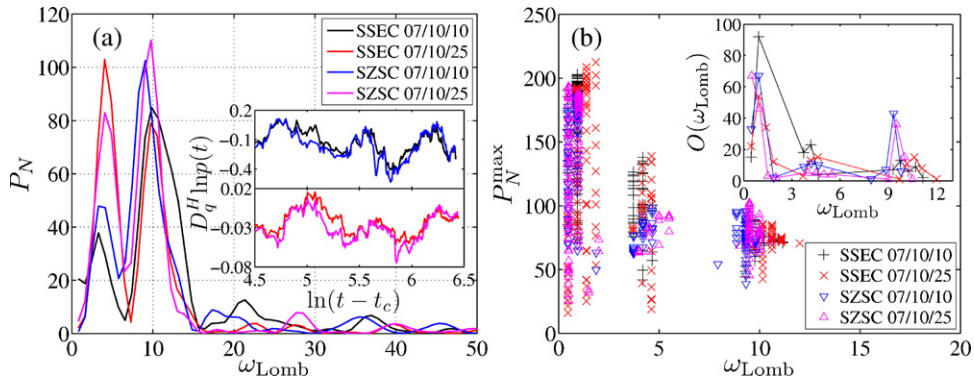 (a)
SSEC 07/10/10
SSEC 07/10/25
SZSC 07/10/10
SZSC 07/10/25
P_N
120
100
80
60
40
20
0
0 10 20 30 40 50
ω_Lomb
D_q^H ln p(t)
0.2
−0.1
−0.4
0.02
−0.03
−0.08
4.5 5 5.5 6 6.5
ln(t − t_c)
(b)
P_N^max
250
200
150
100
50
0
0 5 10 15 20
ω_Lomb
O(ω_Lomb)
100
80
60
40
20
0
0 3 6 9 12
ω_Lomb
SSEC 07/10/10
SSEC 07/10/25
SZSC 07/10/10
SZSC 07/10/25